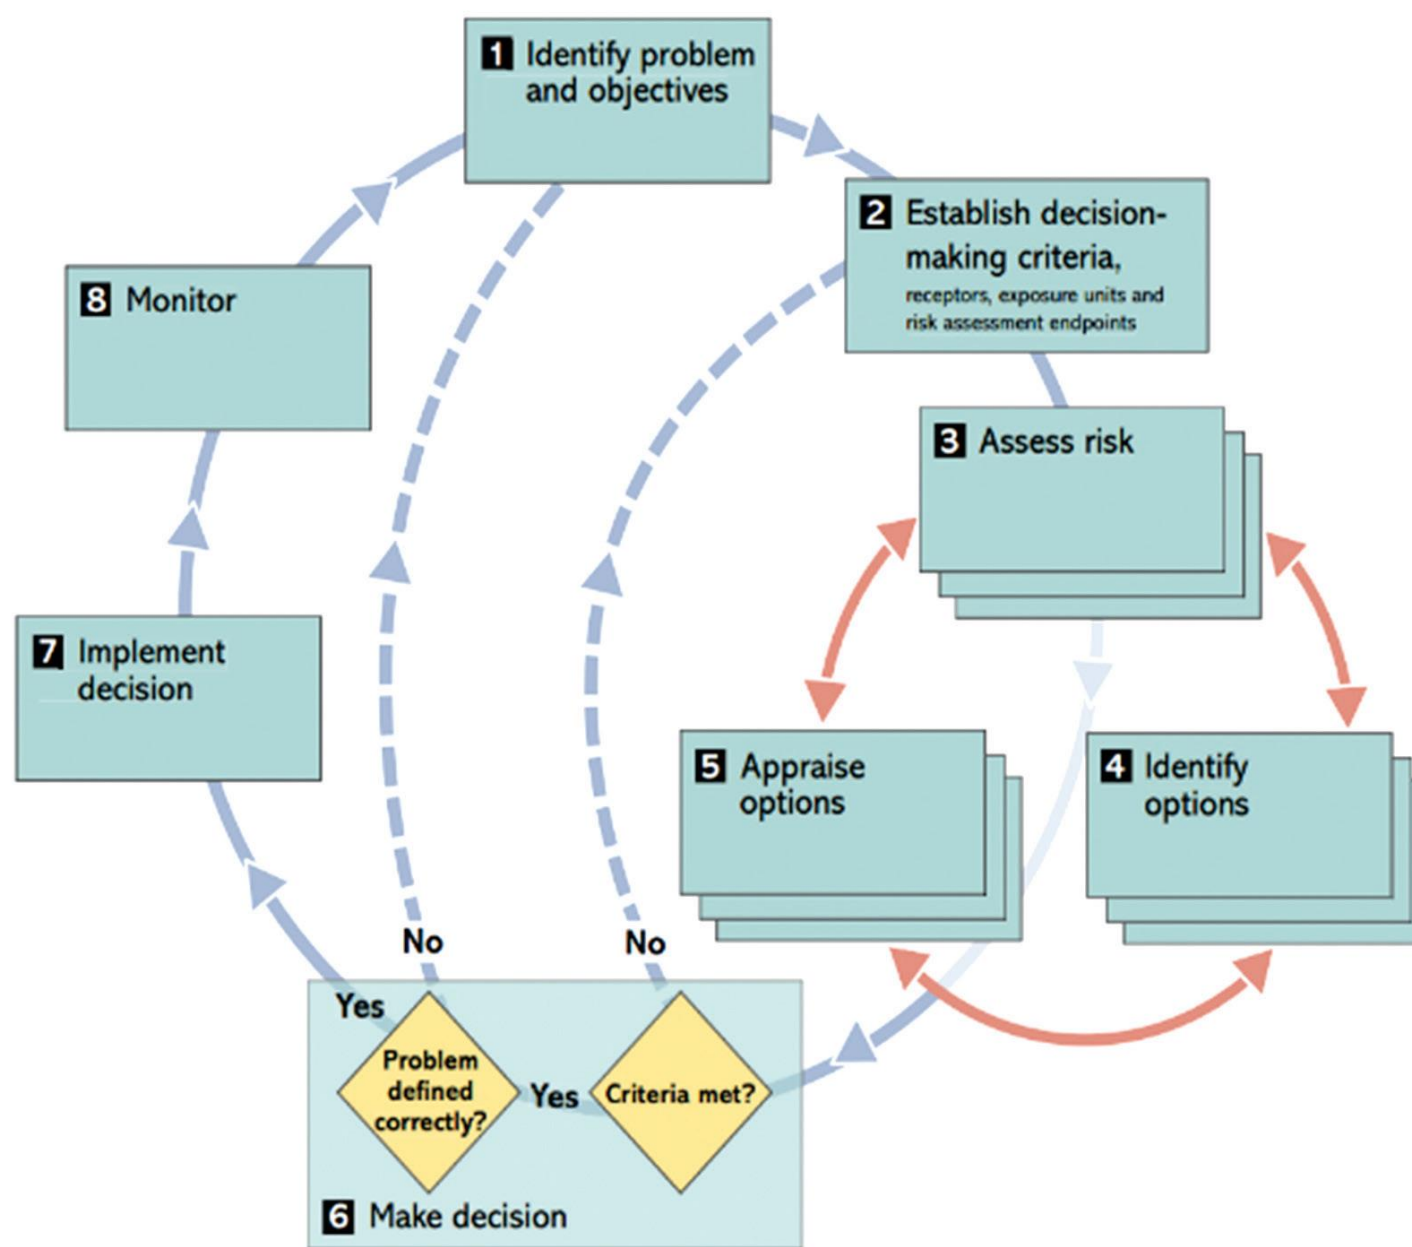 1 Identify problem
and objectives
2 Establish decision-
making criteria,
receptors, exposure units and
risk assessment endpoints
8 Monitor
3 Assess risk
7 Implement
decision
5 Appraise
options
4 Identify
options
No
No
Yes
Problem
defined
correctly?
Yes
Criteria met?
6 Make decision